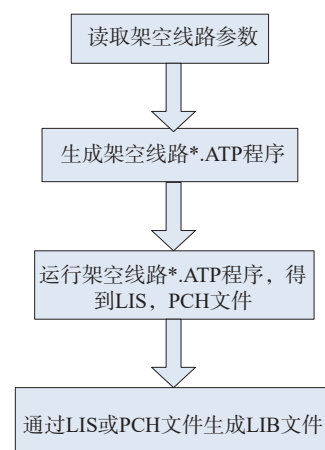 读取架空线路参数
生成架空线路*.ATP程序
运行架空线路*.ATP程序，得
到LIS，PCH文件
通过LIS或PCH文件生成LIB文件